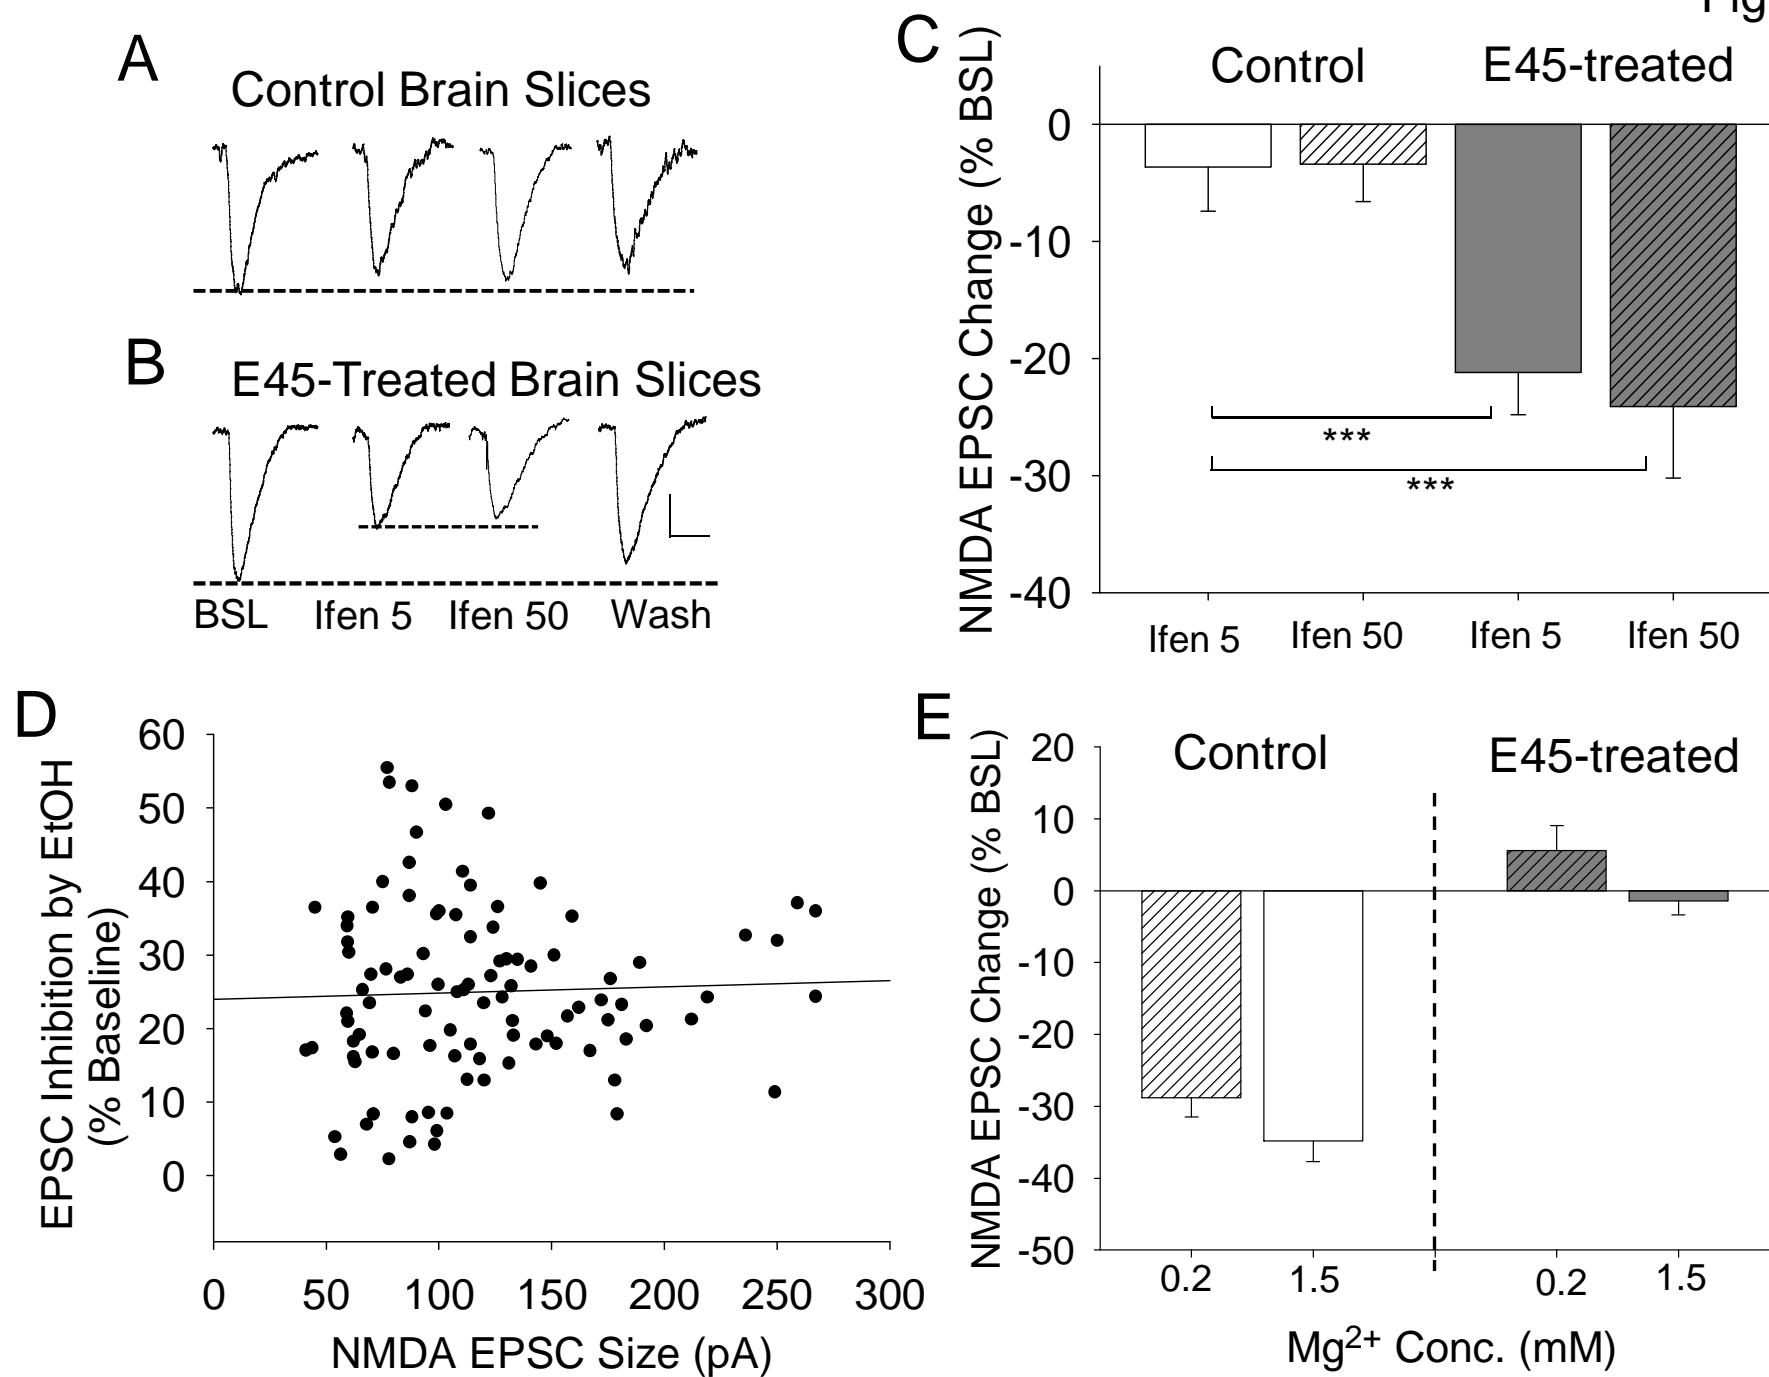 Fig
A
Control Brain Slices
B
E45-Treated Brain Slices
BSL Ifen 5 Ifen 50 Wash
C
NMDA EPSC Change (% BSL)
Control E45-treated
0
-10
-20
-30
-40
***
***
Ifen 5 Ifen 50 Ifen 5 Ifen 50
D
EPSC Inhibition by EtOH
(% Baseline)
60
50
40
30
20
10
0
0 50 100 150 200 250 300
NMDA EPSC Size (pA)
E
NMDA EPSC Change (% BSL)
Control E45-treated
20
10
0
-10
-20
-30
-40
-50
0.2 1.5 0.2 1.5
Mg2+ Conc. (mM)